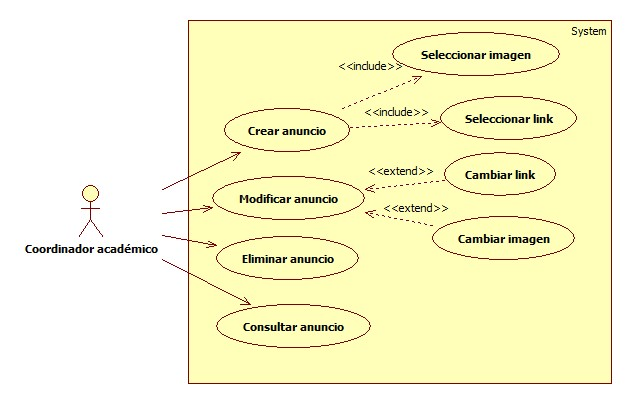 System
Seleccionar imagen
<<include>>
<<include>>
Seleccionar link
Crear anuncio
<<extend>>
Cambiar link
Modificar anuncio
<<extend>>
Cambiar imagen
Coordinador académico
Eliminar anuncio
Consultar anuncio